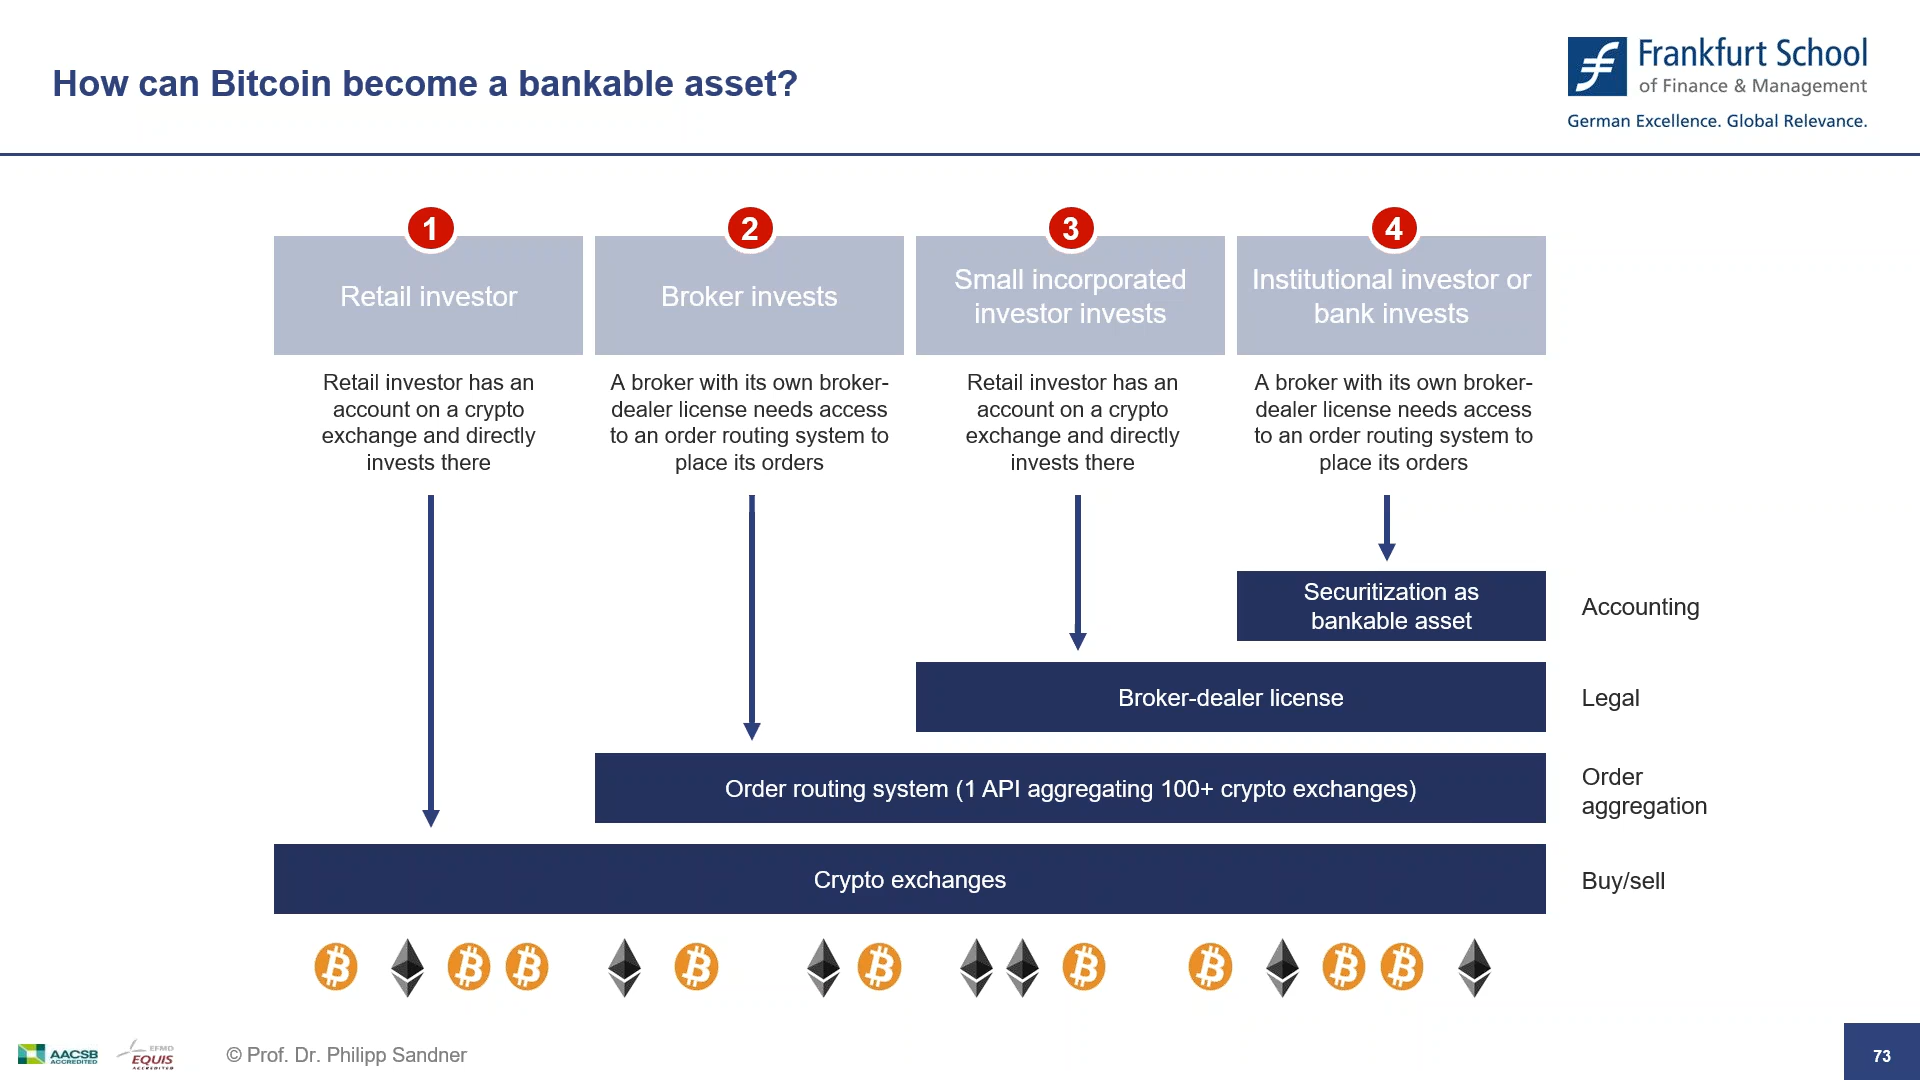 How can Bitcoin become a bankable asset?
Frankfurt School
of Finance & Management
German Excellence. Global Relevance.
1
Retail investor
Retail investor has an
account on a crypto
exchange and directly
invests there
2
Broker invests
A broker with its own broker-
dealer license needs access
to an order routing system to
place its orders
3
Small incorporated
investor invests
Retail investor has an
account on a crypto
exchange and directly
invests there
4
Institutional investor or
bank invests
A broker with its own broker-
dealer license needs access
to an order routing system to
place its orders
Securitization as
bankable asset
Accounting
Broker-dealer license
Legal
Order routing system (1 API aggregating 100+ crypto exchanges)
Order
aggregation
Crypto exchanges
Buy/sell
AACSB
ACCREDITED
EFMD
EQUIS
ACCREDITED
© Prof. Dr. Philipp Sandner
73